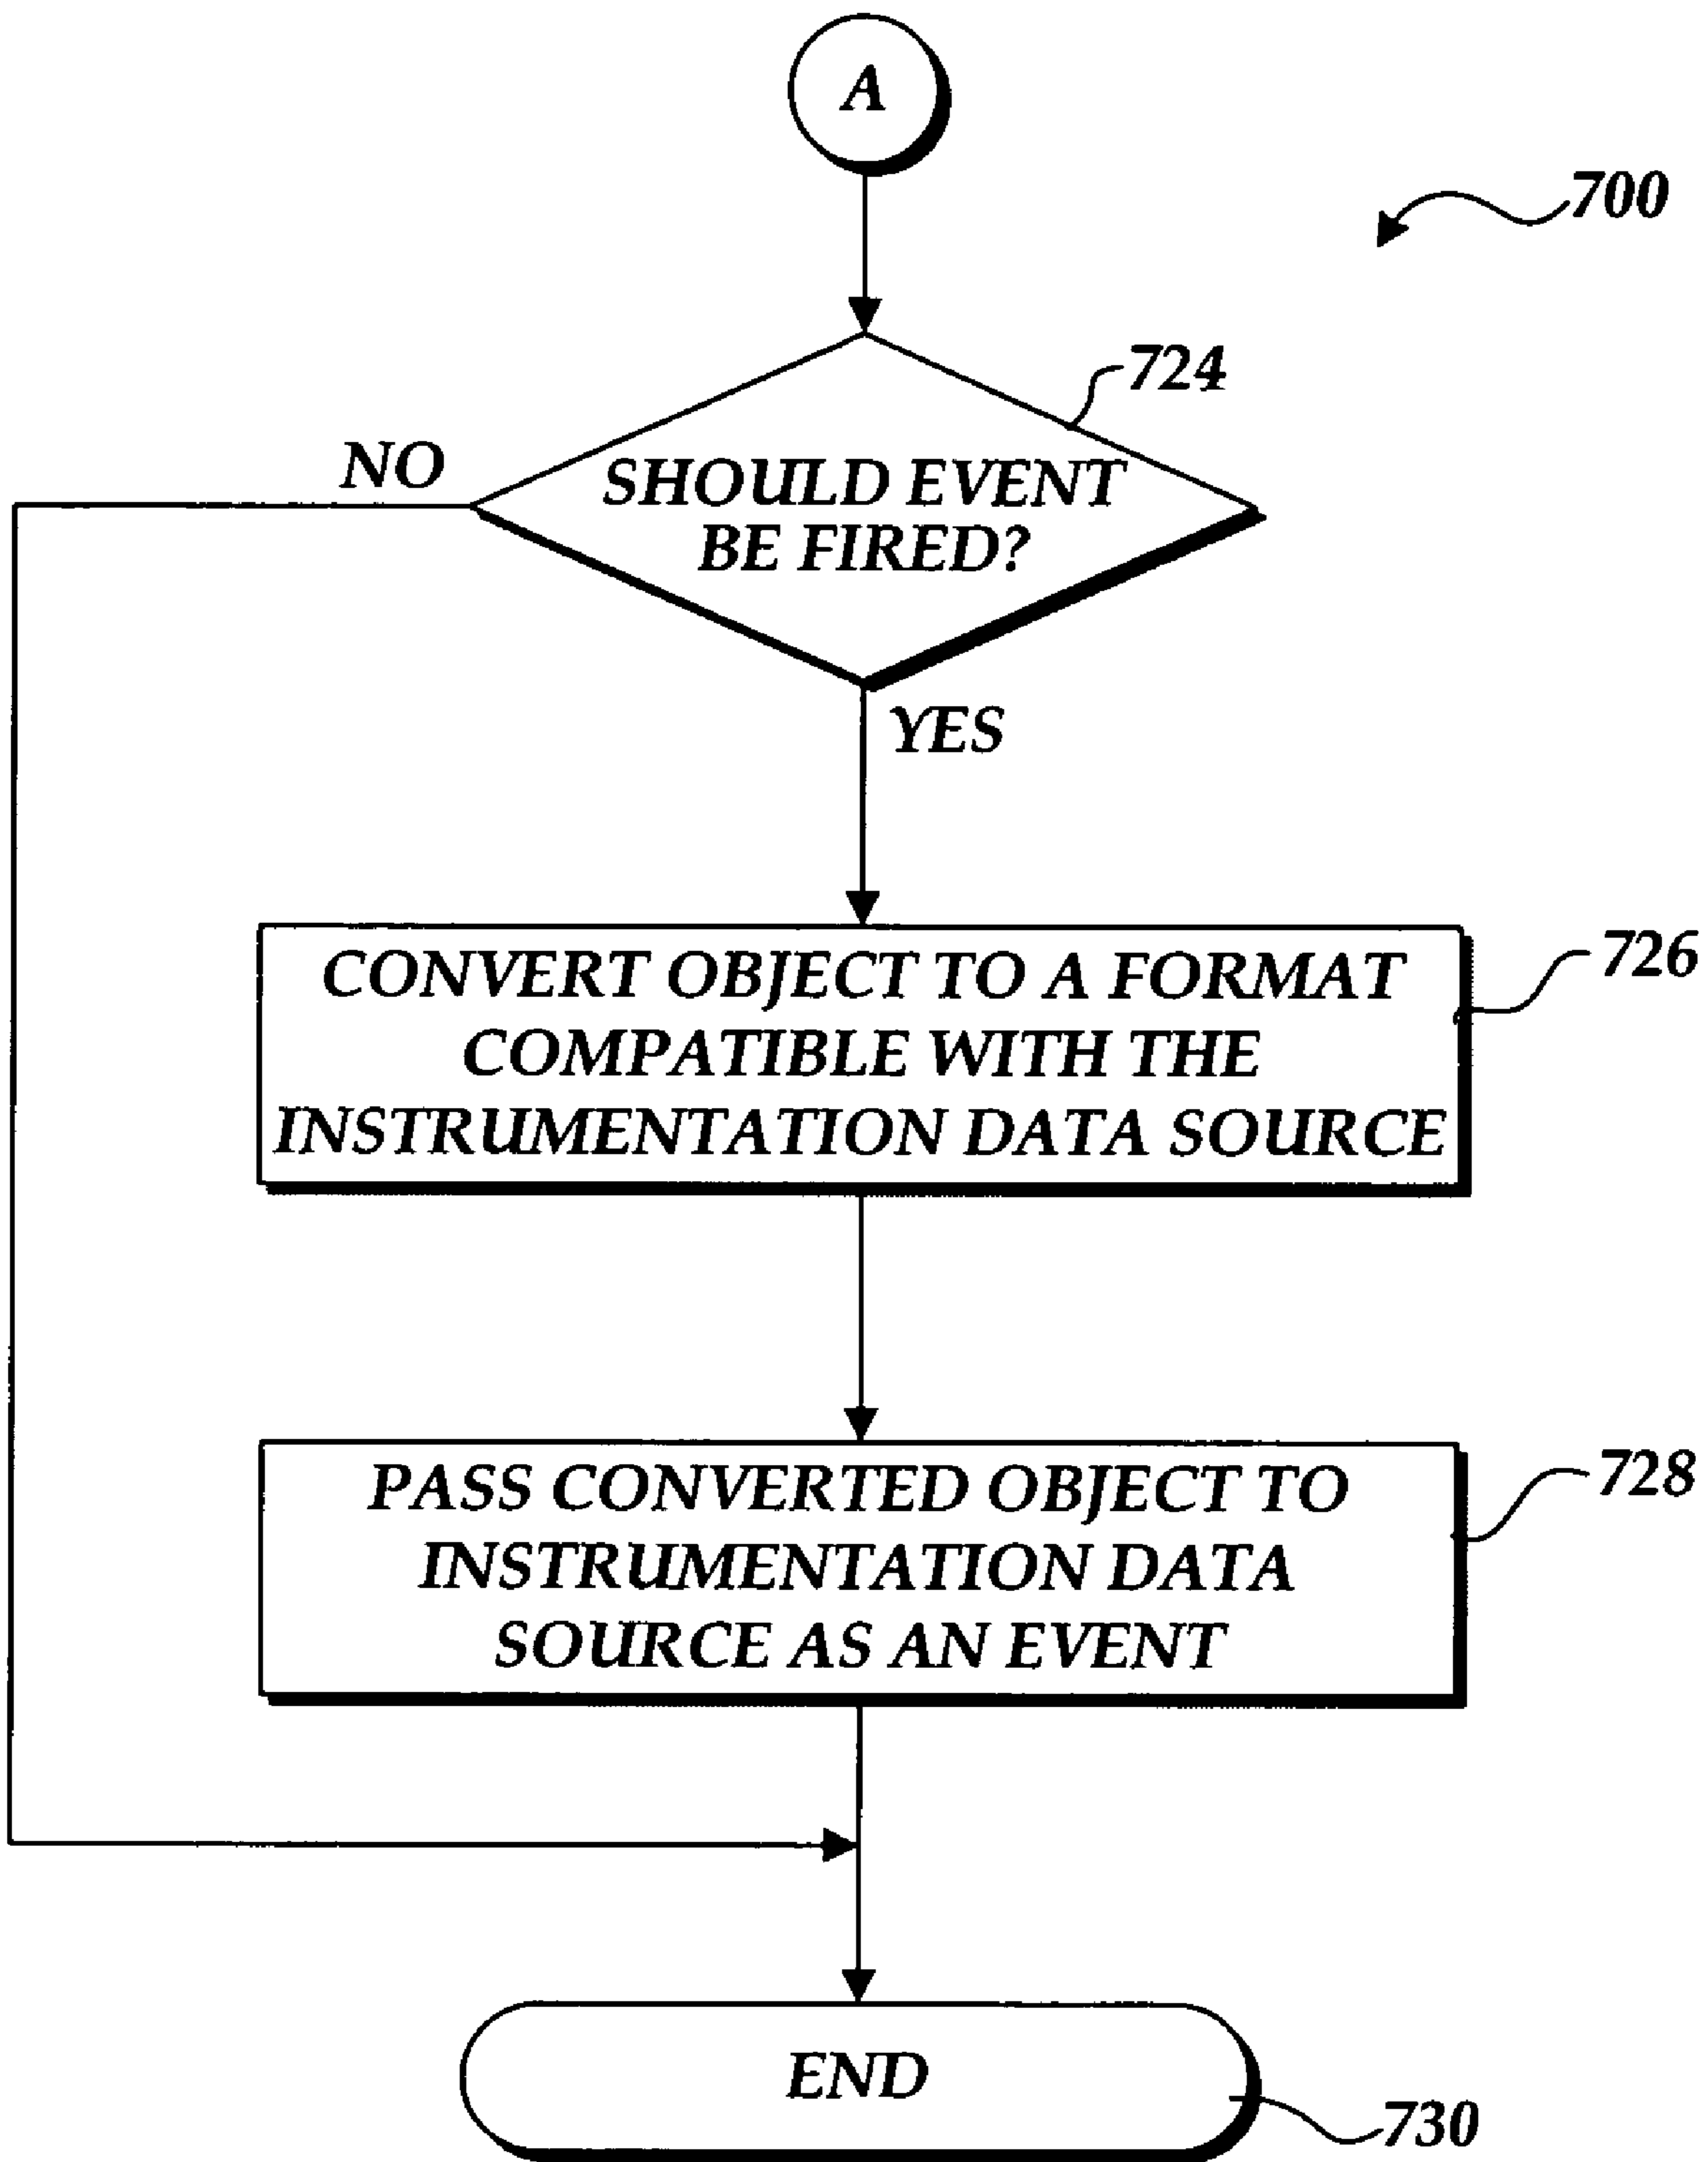 A
700
724
NO
SHOULD EVENT
BE FIRED?
YES
CONVERT OBJECT TO A FORMAT
COMPATIBLE WITH THE
INSTRUMENTATION DATA SOURCE
726
PASS CONVERTED OBJECT TO
INSTRUMENTATION DATA
SOURCE AS AN EVENT
728
END
730